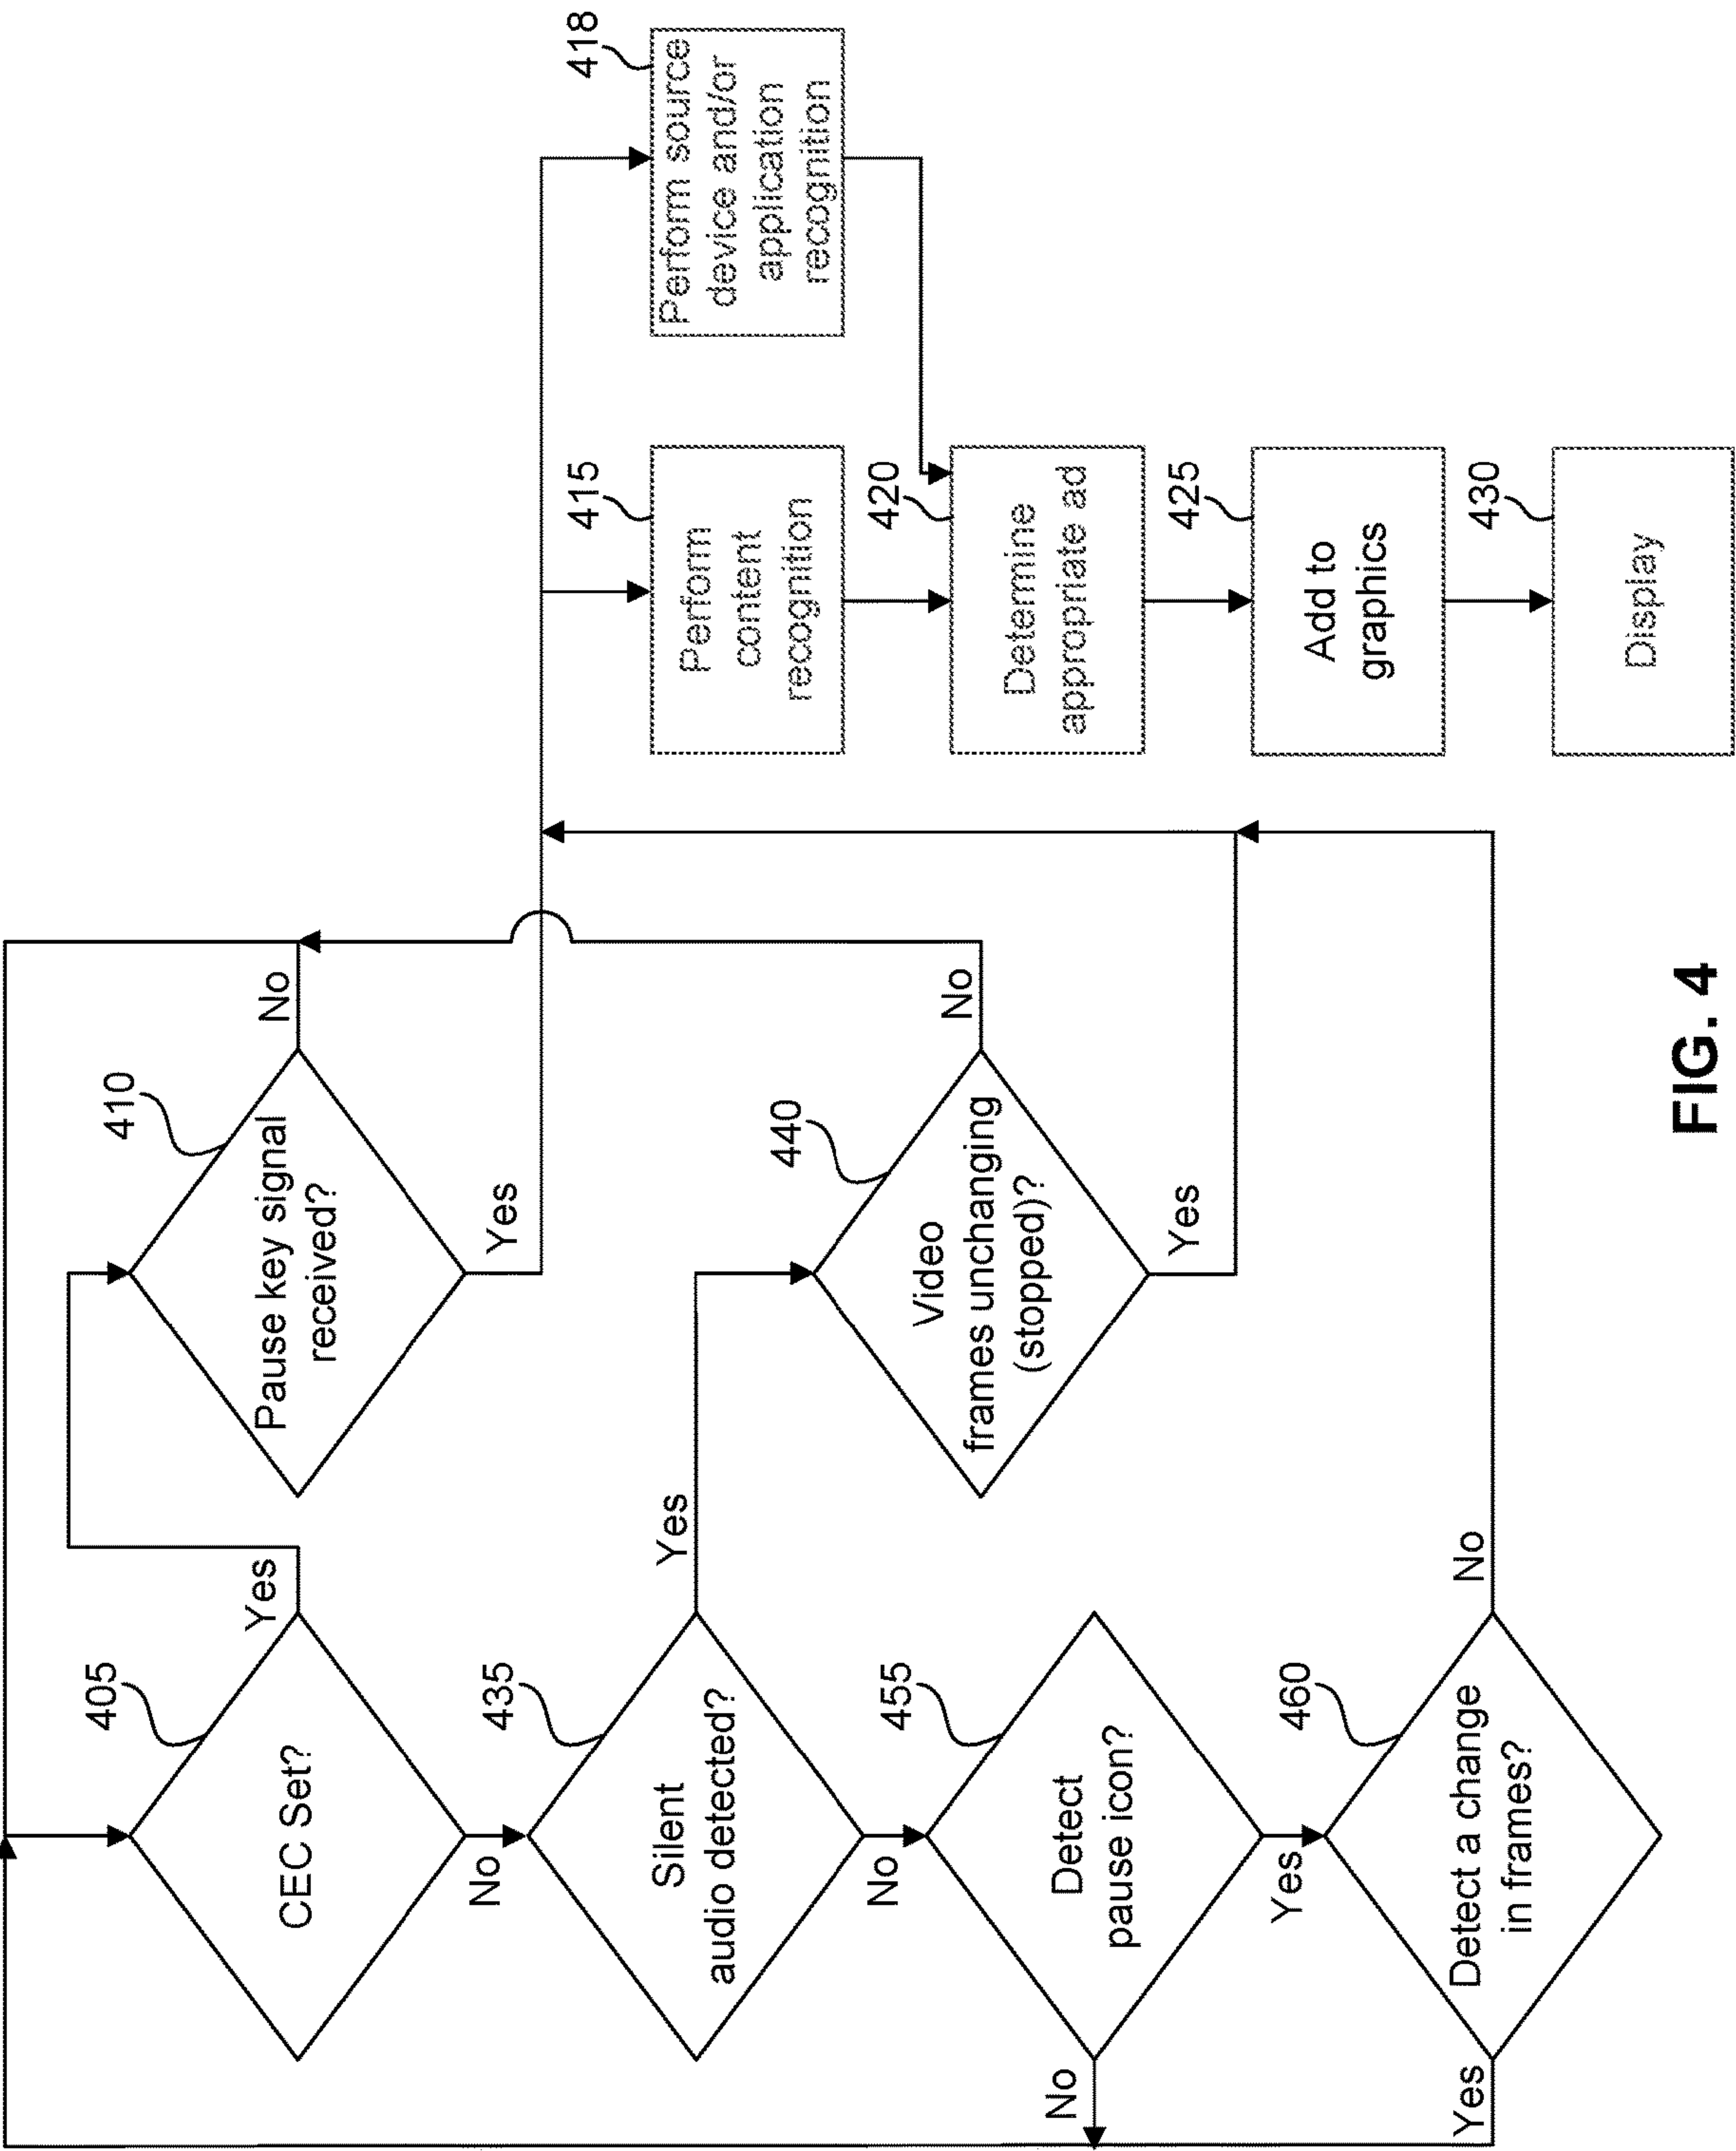 405
CEC Set?
Yes
No
410
Pause key signal
received?
No
Yes
418
Perform source
device and/or
application
recognition
415
Perform
content
recognition
420
Determine
appropriate ad
425
Add to
graphics
430
Display
435
Silent
audio detected?
Yes
No
440
Video
frames unchanging
(stopped)?
No
Yes
455
Detect
pause icon?
No
Yes
460
Detect a change
in frames?
No
Yes
FIG. 4